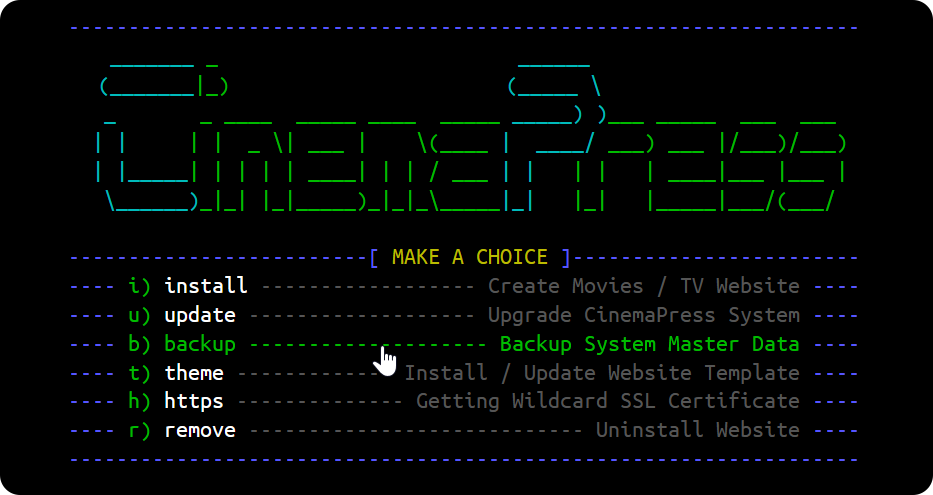 CinemaPress
[ MAKE A CHOICE ]
---- i) install ------------------ Create Movies / TV Website ----
---- u) update ------------------- Upgrade CinemaPress System ----
---- b) backup -------------------- Backup System Master Data ----
---- t) theme ------------- Install / Update Website Template ----
---- h) https -------------- Getting Wildcard SSL Certificate ----
---- r) remove ----------------------------- Uninstall Website ----